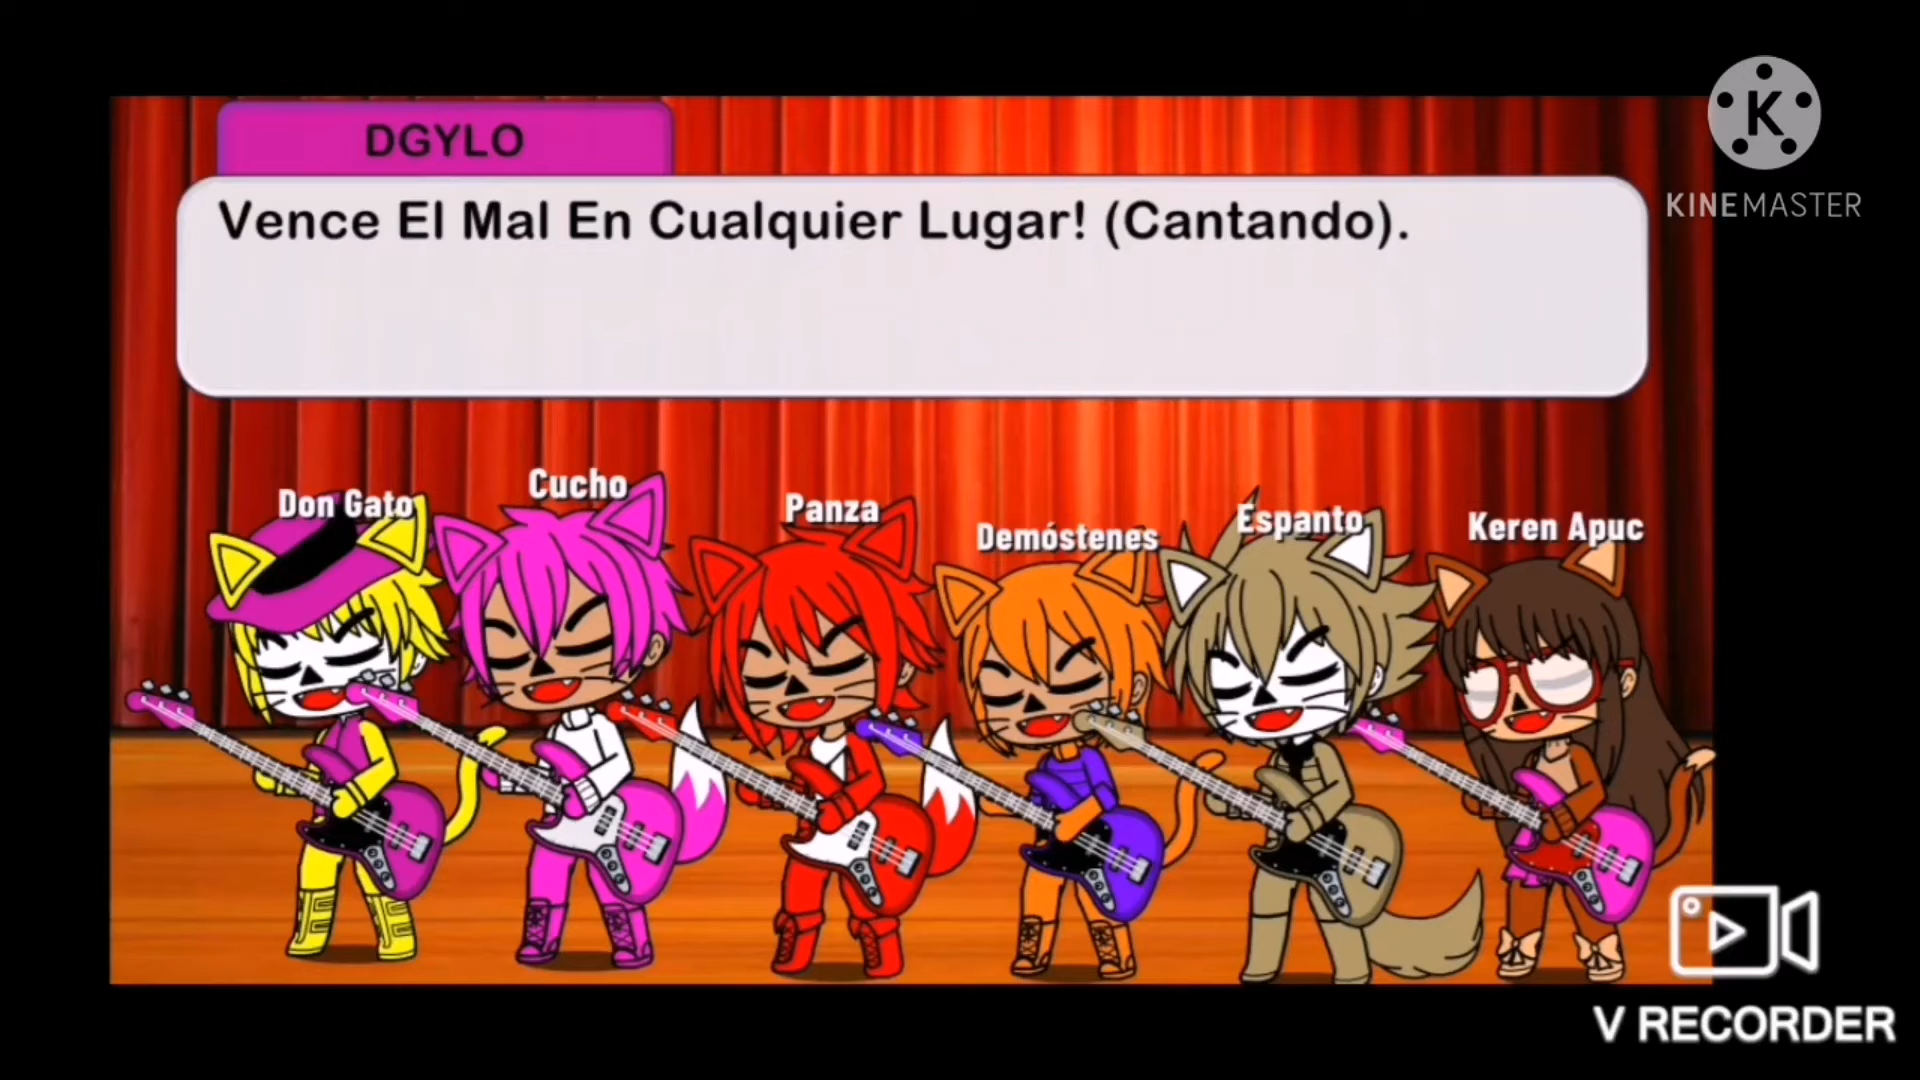 K
KINEMASTER
DGYLO
Vence El Mal En Cualquier Lugar! (Cantando).
Don Gato
Cucho
Panza
Demóstenes
Espanto
Keren Apuc
V RECORDER